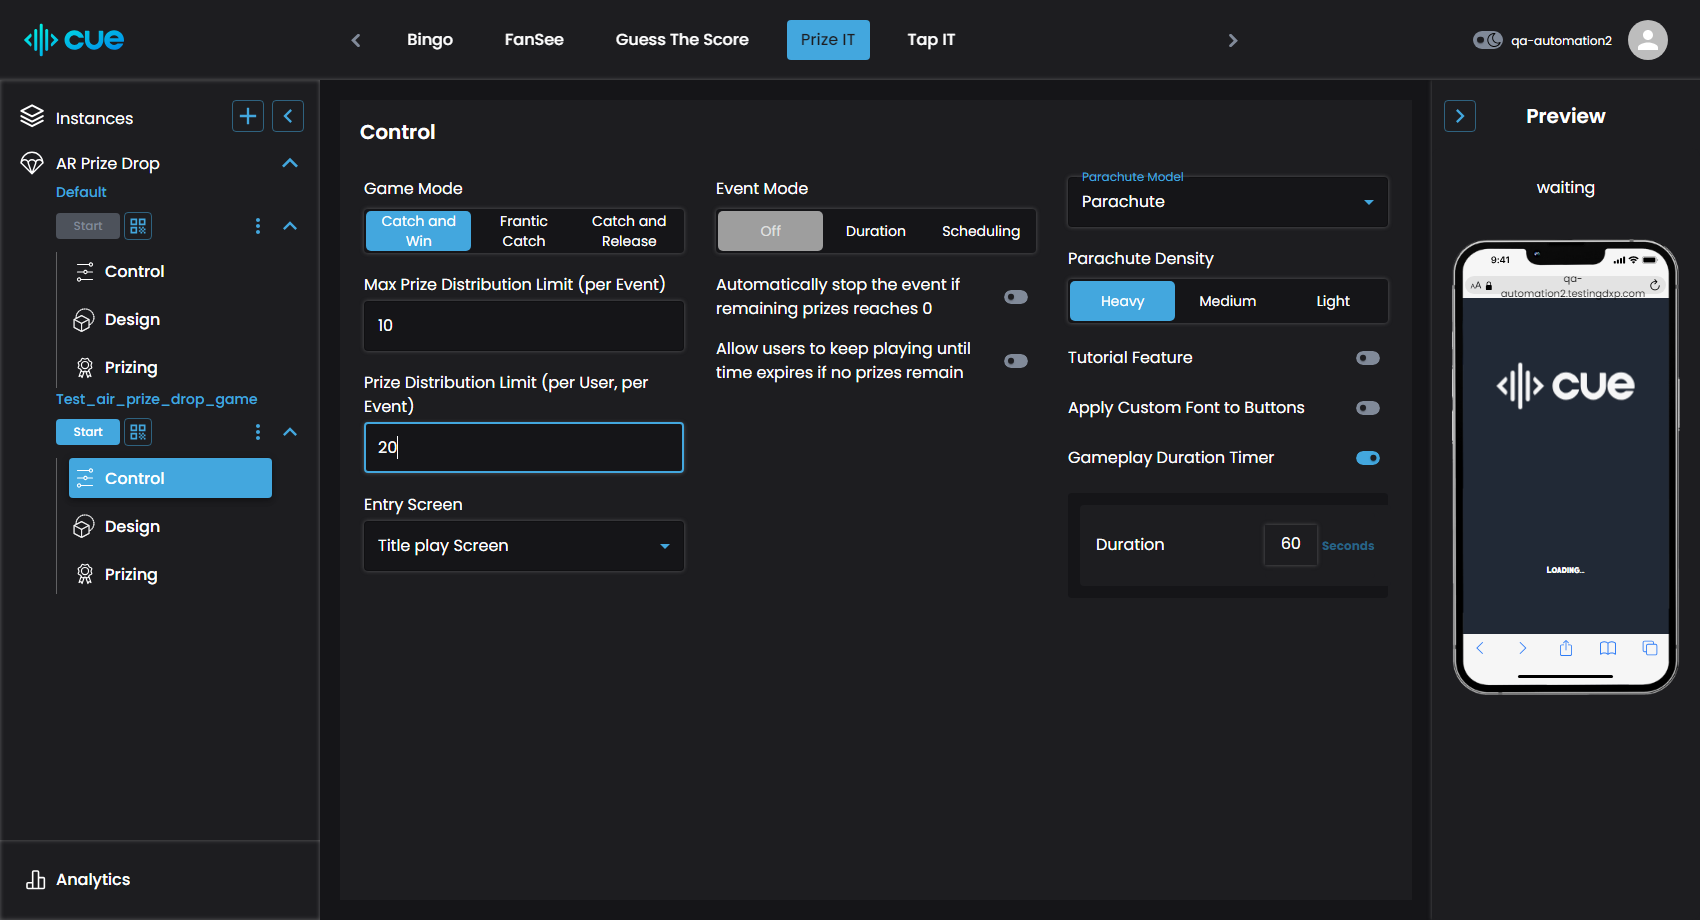 cue
Bingo
FanSee
Guess The Score
Prize IT
Tap IT
qa-automation2
Instances
AR Prize Drop
Default
Start
Control
Design
Prizing
Test_air_prize_drop_game
Start
Control
Design
Prizing
Analytics
Control
Game Mode
Catch and
Win
Frantic
Catch
Catch and
Release
Max Prize Distribution Limit (per Event)
10
Prize Distribution Limit (per User, per
Event)
20
Entry Screen
Title play Screen
Event Mode
Off
Duration
Scheduling
Automatically stop the event if
remaining prizes reaches 0
Allow users to keep playing until
time expires if no prizes remain
Parachute Model
Parachute
Parachute Density
Heavy
Medium
Light
Tutorial Feature
Apply Custom Font to Buttons
Gameplay Duration Timer
Duration
60
Seconds
Preview
waiting
9:41
AA
qa-
automation2.testingdxp.com
cue
LOADING...